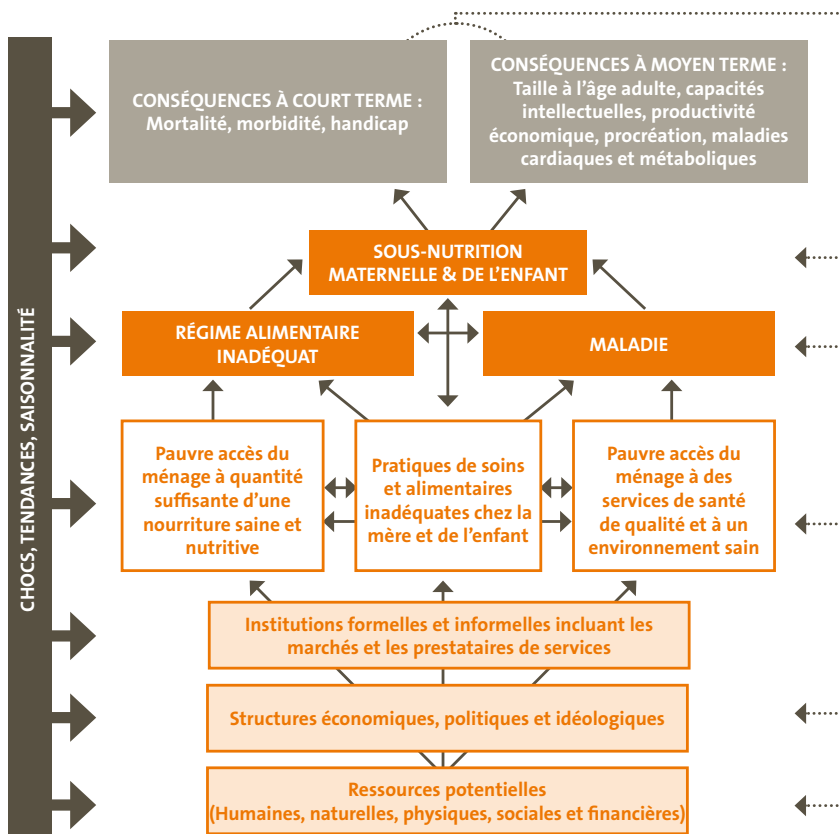 CONSÉQUENCES À COURT TERME :
Mortalité, morbidité, handicap
CONSÉQUENCES À MOYEN TERME :
Taille à l'âge adulte, capacités
intellectuelles, productivité
économique, procréation, maladies
cardiaques et métaboliques
CHOCS, TENDANCES, SAISONNALITÉ
SOUS-NUTRITION
MATERNELLE & DE L'ENFANT
RÉGIME ALIMENTAIRE
INADÉQUAT
MALADIE
Pauvre accès du
ménage à quantité
suffisante d'une
nourriture saine et
nutritive
Pratiques de soins
et alimentaires
inadéquates chez la
mère et de l'enfant
Pauvre accès du
ménage à des
services de santé
de qualité et à un
environnement sain
Institutions formelles et informelles incluant les
marchés et les prestataires de services
Structures économiques, politiques et idéologiques
Ressources potentielles
(Humaines, naturelles, physiques, sociales et financières)